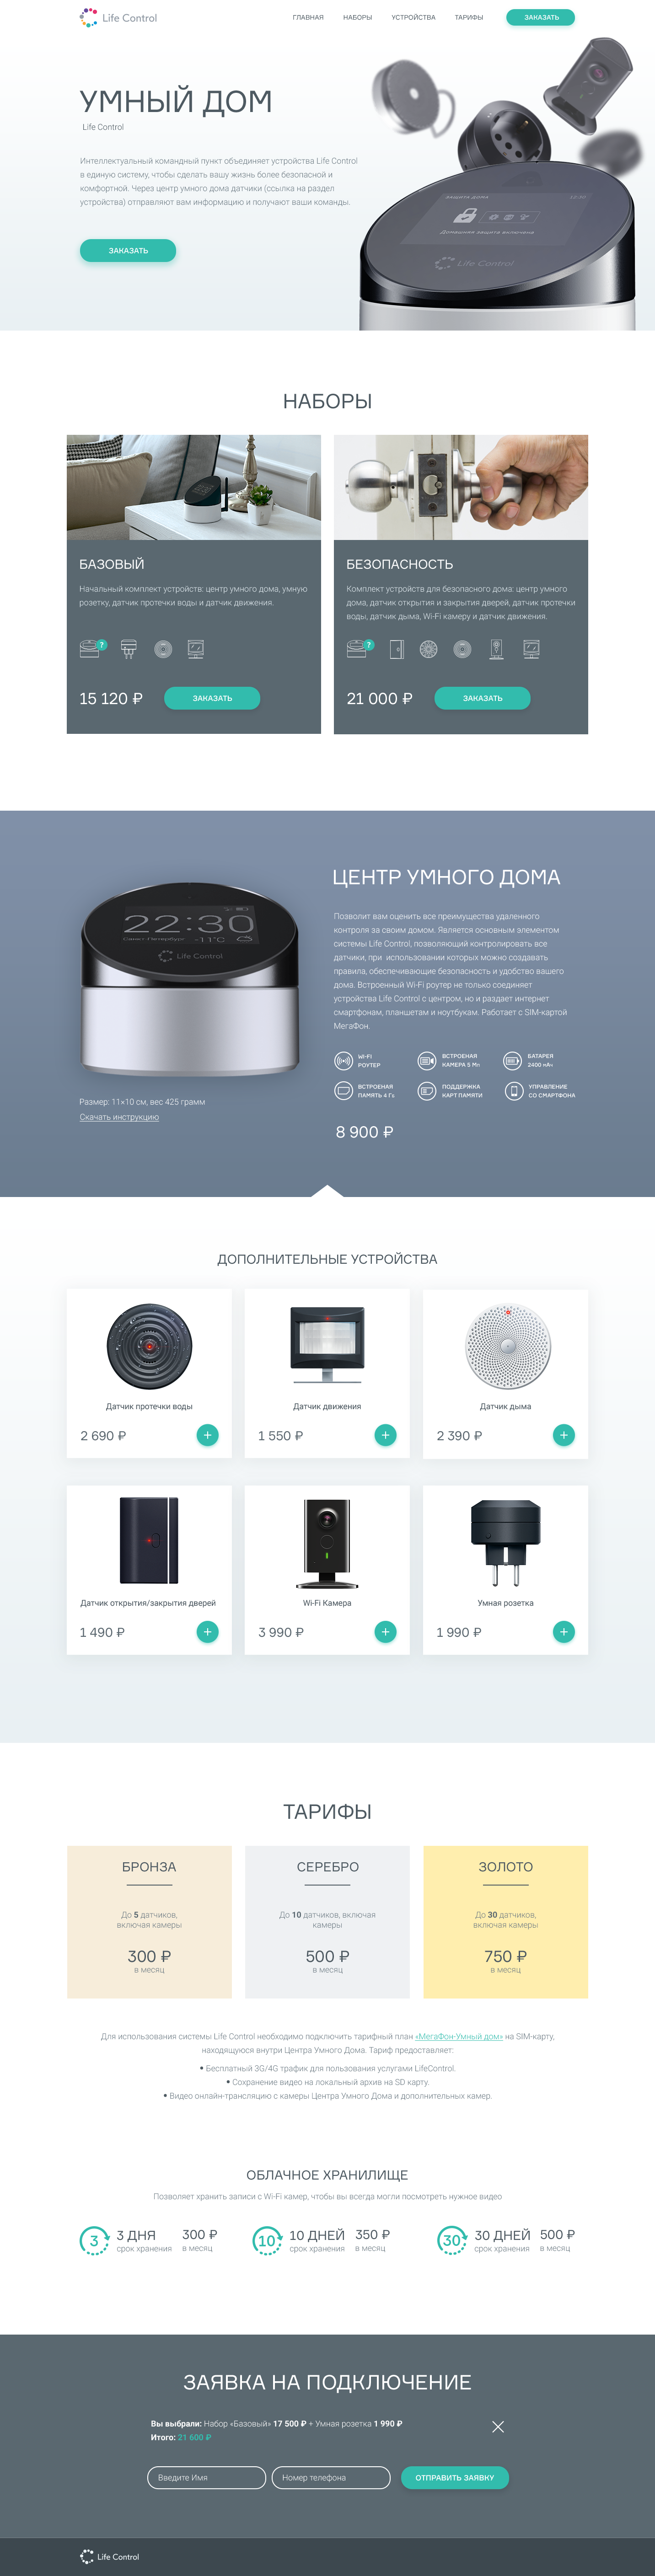 Life Control
ГЛАВНАЯ НАБОРЫ УСТРОЙСТВА ТАРИФЫ ЗАКАЗАТЬ
УМНЫЙ ДОМ
Life Control
Интеллектуальный командный пункт объединяет устройства Life Control
в единую систему, чтобы сделать вашу жизнь более безопасной и
комфортной. Через центр умного дома датчики (ссылка на раздел
устройства) отправляют вам информацию и получают ваши команды.
ЗАКАЗАТЬ
ЗАЩИТА ДОМА
Домашняя защита включена
Life Control
НАБОРЫ
БАЗОВЫЙ
Начальный комплект устройств: центр умного дома, умную
розетку, датчик протечки воды и датчик движения.
?
15 120 ₽
ЗАКАЗАТЬ
БЕЗОПАСНОСТЬ
Комплект устройств для безопасного дома: центр умного
дома, датчик открытия и закрытия дверей, датчик протечки
воды, датчик дыма, Wi-Fi камеру и датчик движения.
?
21 000 ₽
ЗАКАЗАТЬ
22:30
Санкт-Петербург
-11°C
Life Control
Размер: 11×10 см, вес 425 грамм
Скачать инструкцию
ЦЕНТР УМНОГО ДОМА
Позволит вам оценить все преимущества удаленного
контроля за своим домом. Является основным элементом
системы Life Control, позволяющий контролировать все
датчики, при использовании которых можно создавать
правила, обеспечивающие безопасность и удобство вашего
дома. Встроенный Wi-Fi роутер не только соединяет
устройства Life Control с центром, но и раздает интернет
смартфонам, планшетам и ноутбукам. Работает с SIM-картой
МегаФон.
WI-FI
РОУТЕР
ВСТРОЕНАЯ
КАМЕРА 5 Мп
БАТАРЕЯ
2400 мАч
ВСТРОЕНАЯ
ПАМЯТЬ 4 Гб
ПОДДЕРЖКА
КАРТ ПАМЯТИ
УПРАВЛЕНИЕ
СО СМАРТФОНА
8 900 ₽
ДОПОЛНИТЕЛЬНЫЕ УСТРОЙСТВА
Датчик протечки воды
2 690 ₽
+
Датчик движения
1 550 ₽
+
Датчик дыма
2 390 ₽
+
Датчик открытия/закрытия дверей
1 490 ₽
+
Wi-Fi Камера
3 990 ₽
+
Умная розетка
1 990 ₽
+
ТАРИФЫ
БРОНЗА
До 5 датчиков,
включая камеры
300 ₽
в месяц
СЕРЕБРО
До 10 датчиков, включая
камеры
500 ₽
в месяц
ЗОЛОТО
До 30 датчиков,
включая камеры
750 ₽
в месяц
Для использования системы Life Control необходимо подключить тарифный план «МегаФон-Умный дом» на SIM-карту,
находящуюся внутри Центра Умного Дома. Тариф предоставляет:
• Бесплатный 3G/4G трафик для пользования услугами LifeControl.
• Сохранение видео на локальный архив на SD карту.
• Видео онлайн-трансляцию с камеры Центра Умного Дома и дополнительных камер.
ОБЛАЧНОЕ ХРАНИЛИЩЕ
Позволяет хранить записи с Wi-Fi камер, чтобы вы всегда могли посмотреть нужное видео
3
3 ДНЯ
срок хранения
300 ₽
в месяц
10
10 ДНЕЙ
срок хранения
350 ₽
в месяц
30
30 ДНЕЙ
срок хранения
500 ₽
в месяц
ЗАЯВКА НА ПОДКЛЮЧЕНИЕ
Вы выбрали: Набор «Базовый» 17 500 ₽ + Умная розетка 1 990 ₽
Итого: 21 600 ₽
Введите Имя
Номер телефона
ОТПРАВИТЬ ЗАЯВКУ
Life Control